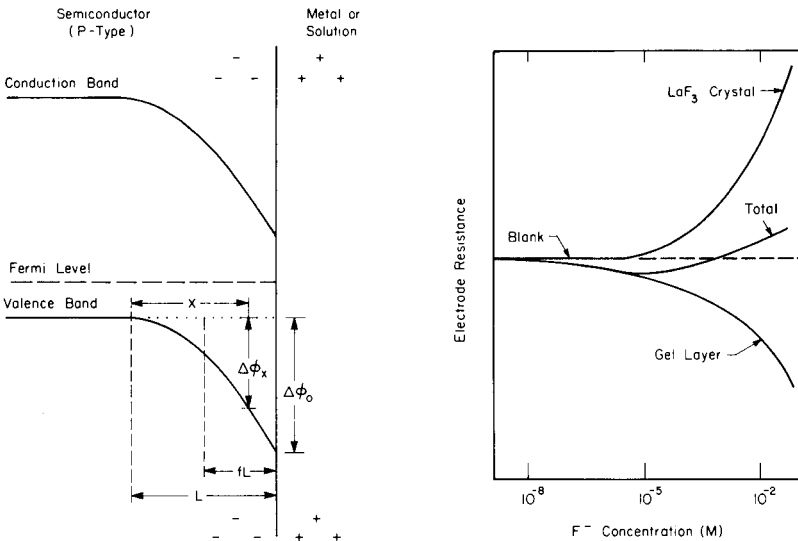 Semiconductor
(P-Type)
Metal or
Solution
- +
- - + +
Conduction Band
Fermi Level
Valence Band
X
Δϕx
Δϕo
fL
L
- +
- - + +
Electrode Resistance
LaF3 Crystal
Total
Blank
Gel Layer
10-8
10-5
10-2
F- Concentration (M)